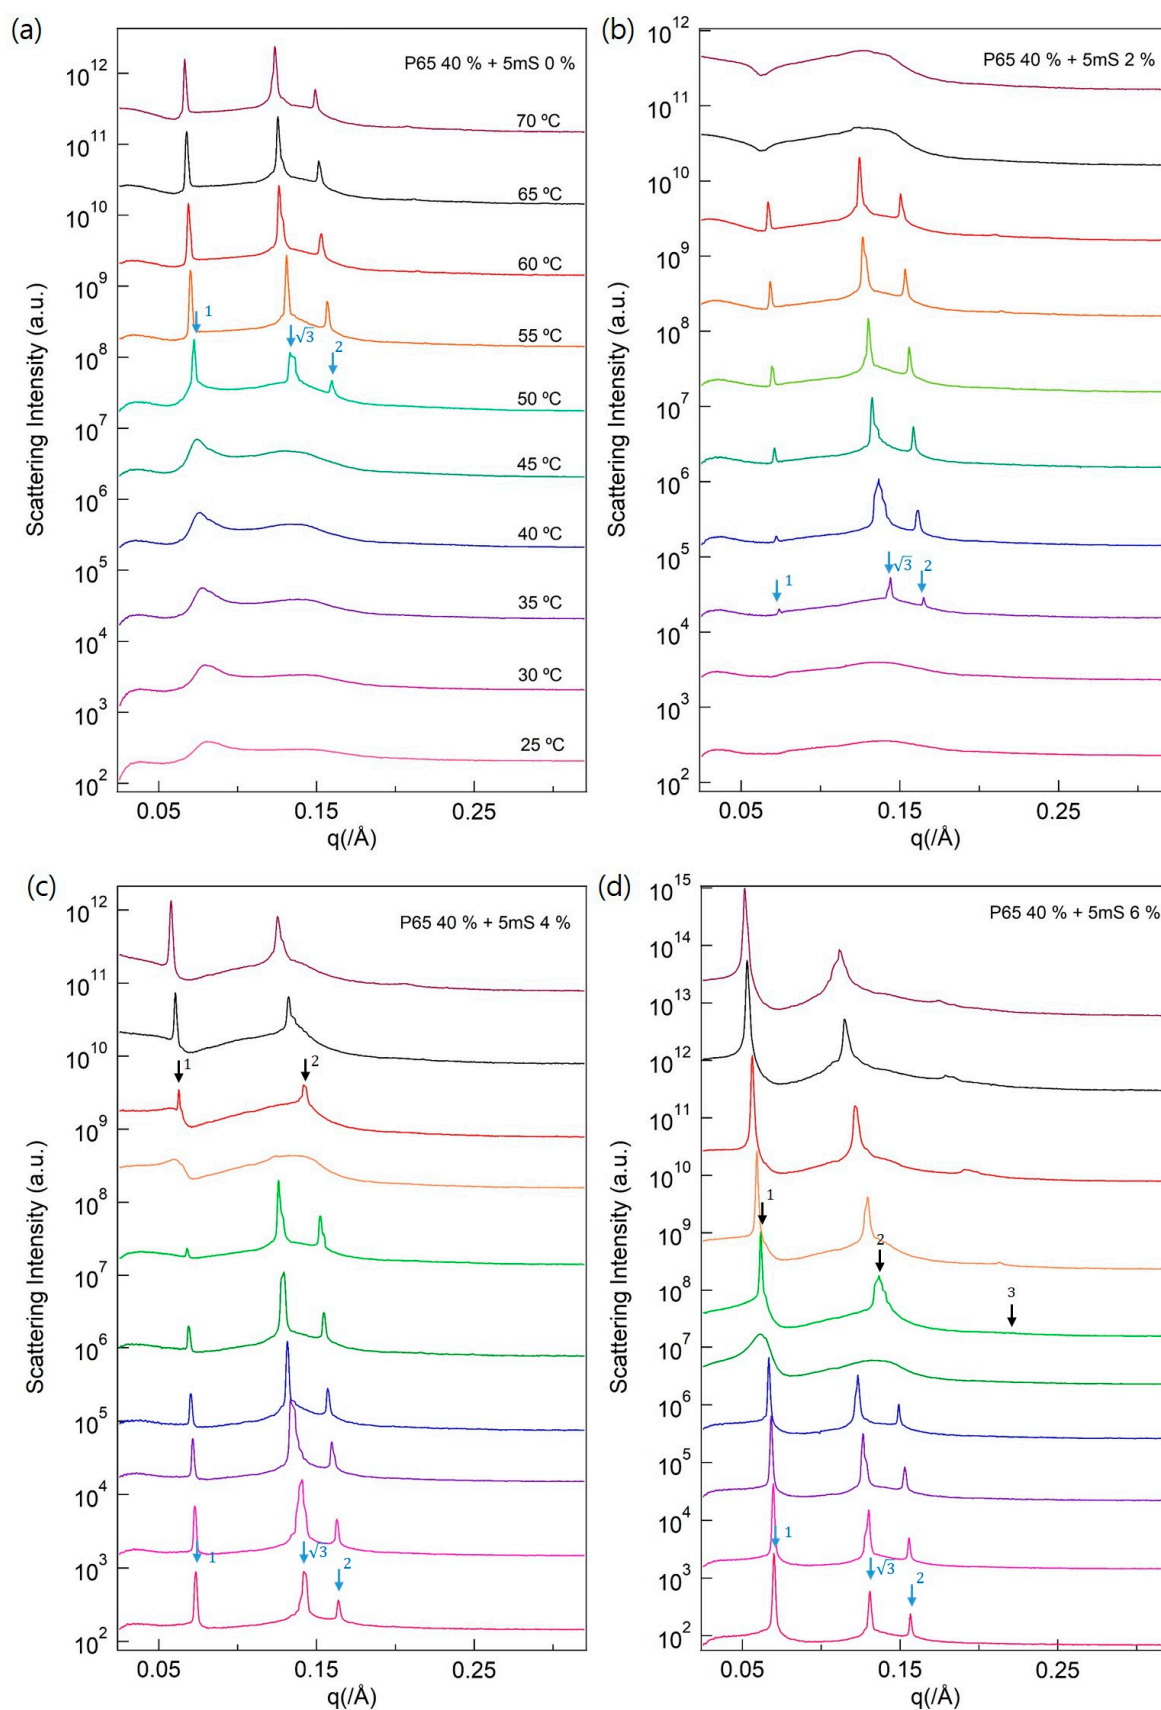 (a)
P65 40 % + 5mS 0 %
10¹²
10¹¹
10¹⁰
10⁹
10⁸
10⁷
10⁶
10⁵
10⁴
10³
10²
70 ºC
65 ºC
60 ºC
55 ºC
50 ºC
45 ºC
40 ºC
35 ºC
30 ºC
25 ºC
1
√3
2
Scattering Intensity (a.u.)
0.05
0.15
0.25
q(/Å)
(b)
P65 40 % + 5mS 2 %
10¹²
10¹¹
10¹⁰
10⁹
10⁸
10⁷
10⁶
10⁵
10⁴
10³
10²
1
√3
2
Scattering Intensity (a.u.)
0.05
0.15
0.25
q(/Å)
(c)
P65 40 % + 5mS 4 %
10¹²
10¹¹
10¹⁰
10⁹
10⁸
10⁷
10⁶
10⁵
10⁴
10³
10²
1
2
1
√3
2
Scattering Intensity (a.u.)
0.05
0.15
0.25
q(/Å)
(d)
P65 40 % + 5mS 6 %
10¹⁵
10¹⁴
10¹³
10¹²
10¹¹
10¹⁰
10⁹
10⁸
10⁷
10⁶
10⁵
10⁴
10³
10²
1
2
3
1
√3
2
Scattering Intensity (a.u.)
0.05
0.15
0.25
q(/Å)